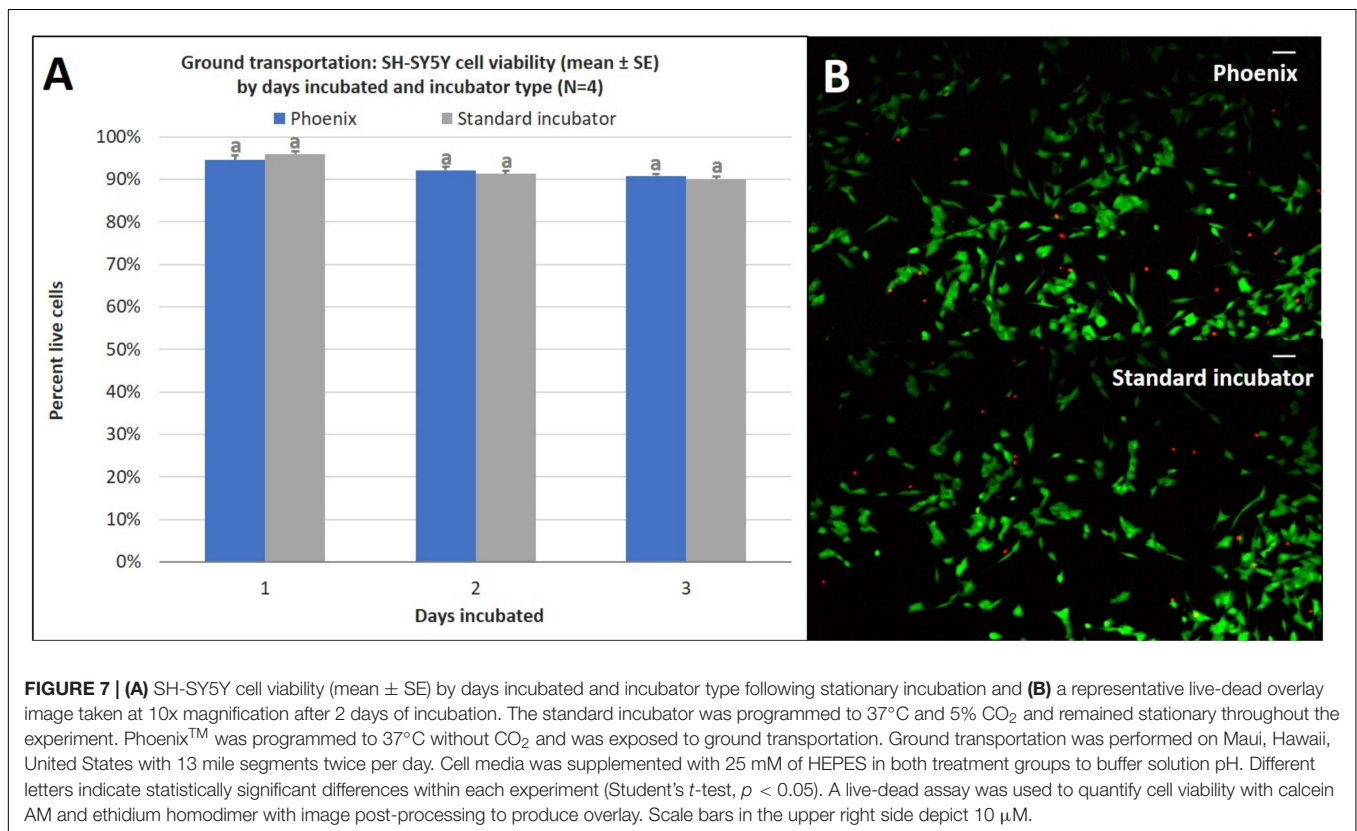 A
Ground transportation: SH-SY5Y cell viability (mean ± SE)
by days incubated and incubator type (N=4)
Phoenix
Standard incubator
100%
90%
80%
70%
60%
50%
40%
30%
20%
10%
0%
Percent live cells
a
a
a
a
a
a
1
2
3
Days incubated
B
Phoenix
Standard incubator
FIGURE 7 | (A) SH-SY5Y cell viability (mean ± SE) by days incubated and incubator type following stationary incubation and (B) a representative live-dead overlay
image taken at 10x magnification after 2 days of incubation. The standard incubator was programmed to 37°C and 5% CO₂ and remained stationary throughout the
experiment. Phoenix™ was programmed to 37°C without CO₂ and was exposed to ground transportation. Ground transportation was performed on Maui, Hawaii,
United States with 13 mile segments twice per day. Cell media was supplemented with 25 mM of HEPES in both treatment groups to buffer solution pH. Different
letters indicate statistically significant differences within each experiment (Student's t-test, p < 0.05). A live-dead assay was used to quantify cell viability with calcein
AM and ethidium homodimer with image post-processing to produce overlay. Scale bars in the upper right side depict 10 μM.